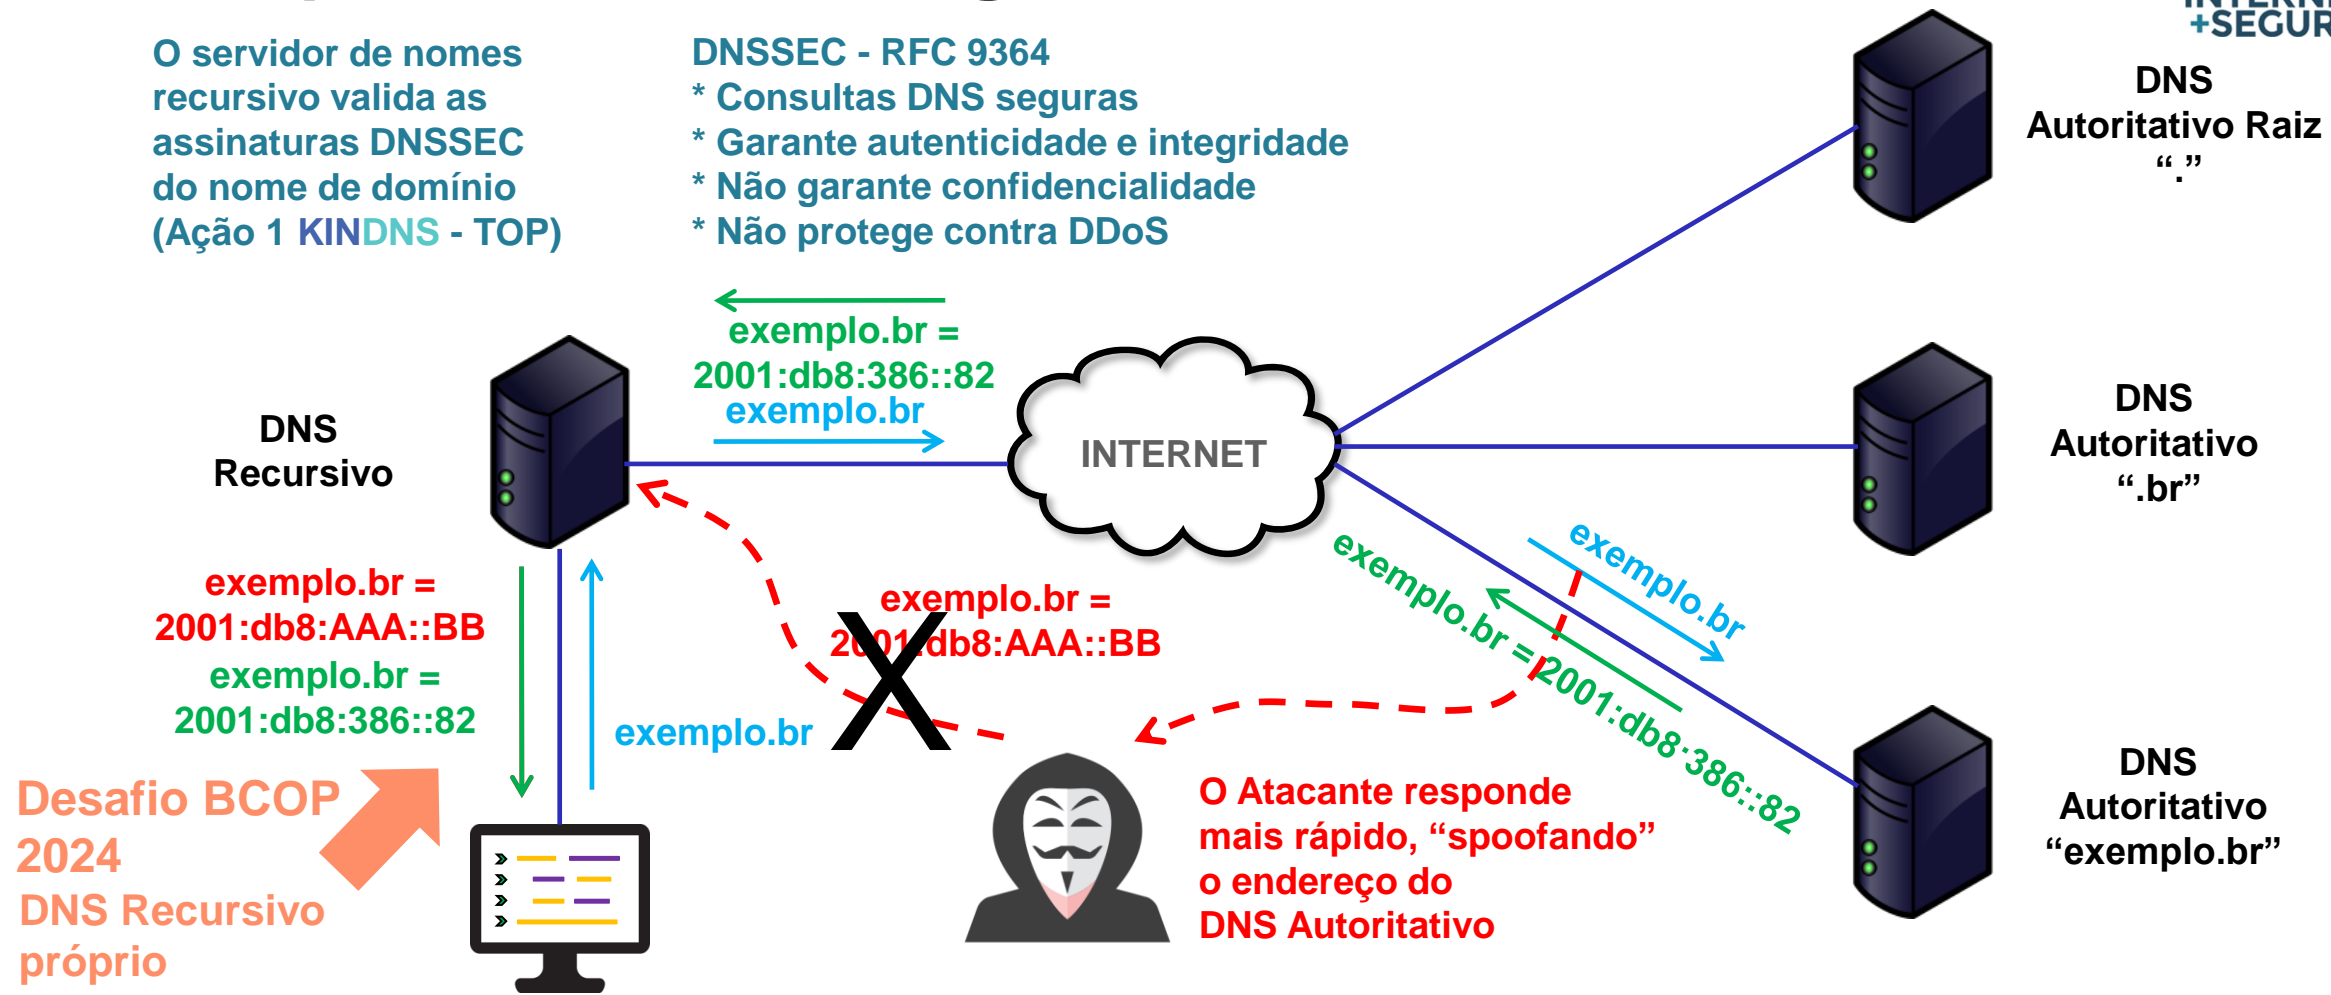 +SEGUR
O servidor de nomes
recursivo valida as
assinaturas DNSSEC
do nome de domínio
(Ação 1 KINDNS - TOP)
DNSSEC - RFC 9364
* Consultas DNS seguras
* Garante autenticidade e integridade
* Não garante confidencialidade
* Não protege contra DDoS
DNS
Autoritativo Raiz
“.”
exemplo.br =
2001:db8:386::82
exemplo.br
DNS
Recursivo
INTERNET
DNS
Autoritativo
“.br”
exemplo.br
exemplo.br = 2001:db8:386::82
exemplo.br =
2001:db8:AAA::BB
exemplo.br =
2001:db8:386::82
exemplo.br
exemplo.br =
2001:db8:AAA::BB
X
Desafio BCOP
2024
DNS Recursivo
próprio
O Atacante responde
mais rápido, “spoofando”
o endereço do
DNS Autoritativo
DNS
Autoritativo
“exemplo.br”